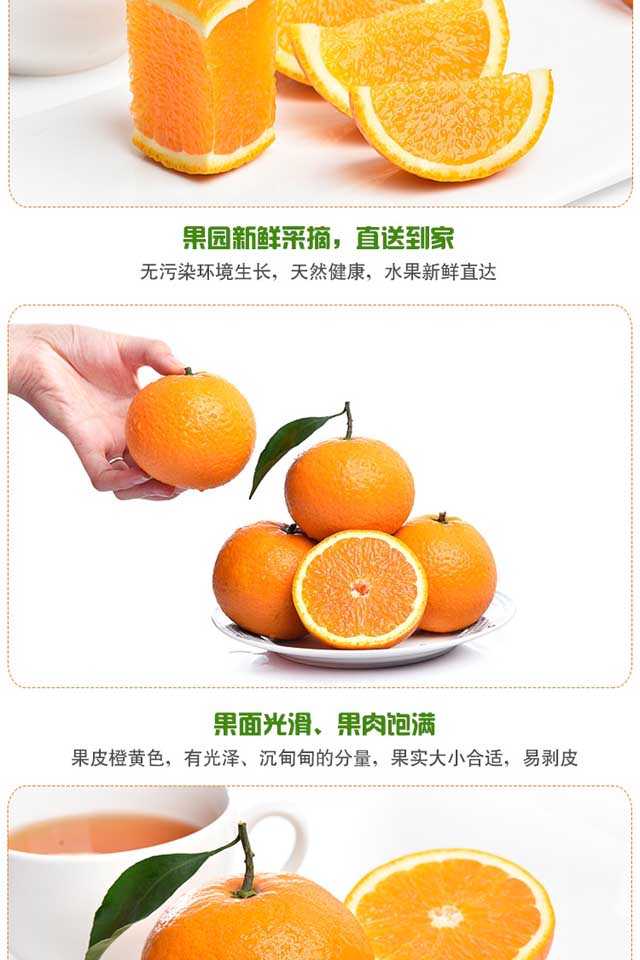 果园新鲜采摘，直送到家
无污染环境生长，天然健康，水果新鲜直达
果面光滑、果肉饱满
果皮橙黄色，有光泽、沉甸甸的分量，果实大小合适，易剥皮